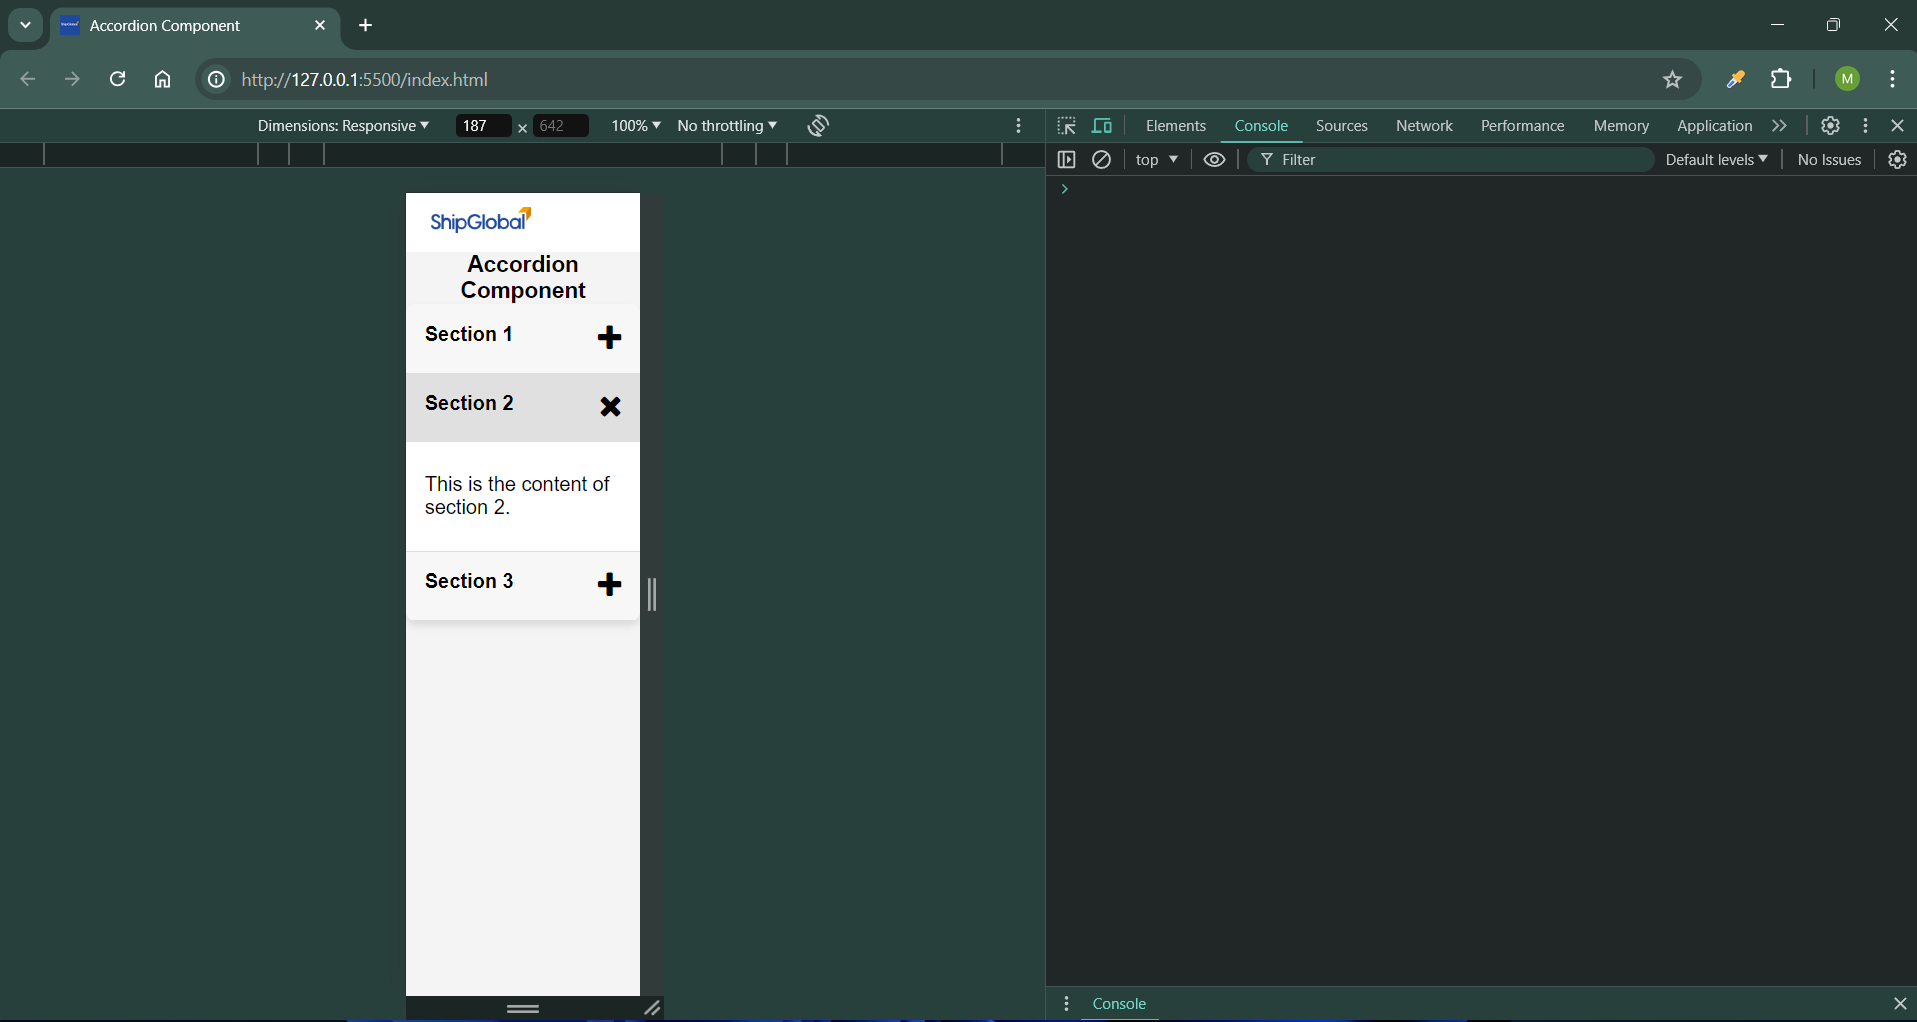 Accordion Component
http://127.0.0.1:5500/index.html
M
Dimensions: Responsive 187 × 642 100% No throttling
Elements Console Sources Network Performance Memory Application
top Filter Default levels No Issues
ShipGlobal
Accordion
Component
Section 1
Section 2
This is the content of
section 2.
Section 3
Console